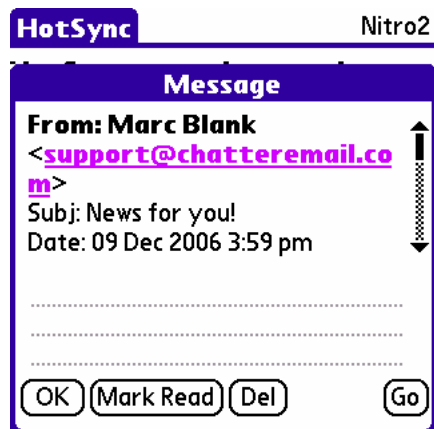 HotSync Nitro2
Message
From: Marc Blank
<support@chatteremail.co
m>
Subj: News for you!
Date: 09 Dec 2006 3:59 pm
OK Mark Read Del Go